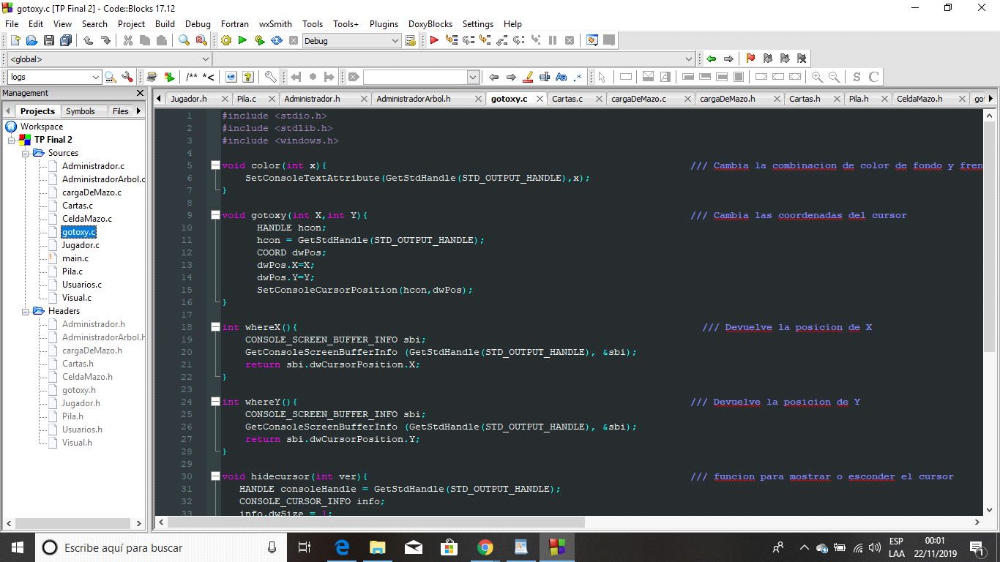 gotoxy.c [TP Final 2] - Code::Blocks 17.12
File Edit View Search Project Build Debug Fortran wxSmith Tools Tools+ Plugins DoxyBlocks Settings Help
Debug
<global>
logs /** *<
S C
Management
Jugador.h Pila.c Administrador.h AdministradorArbol.h gotoxy.c Cartas.c cargaDeMazo.c cargaDeMazo.h Cartas.h Pila.h CeldaMazo.h go
Projects Symbols Files
Workspace
TP Final 2
Sources
Administrador.c
AdministradorArbol.c
cargaDeMazo.c
Cartas.c
CeldaMazo.c
gotoxy.c
Jugador.c
main.c
Pila.c
Usuarios.c
Visual.c
Headers
Administrador.h
AdministradorArbol.h
cargaDeMazo.h
Cartas.h
CeldaMazo.h
gotoxy.h
Jugador.h
Pila.h
Usuarios.h
Visual.h
1 #include <stdio.h>
2 #include <stdlib.h>
3 #include <windows.h>
4
5 void color(int x){ /// Cambia la combinacion de color de fondo y fren
6 SetConsoleTextAttribute(GetStdHandle(STD_OUTPUT_HANDLE),x);
7 }
8
9 void gotoxy(int X,int Y){ /// Cambia las coordenadas del cursor
10 HANDLE hcon;
11 hcon = GetStdHandle(STD_OUTPUT_HANDLE);
12 COORD dwPos;
13 dwPos.X=X;
14 dwPos.Y=Y;
15 SetConsoleCursorPosition(hcon,dwPos);
16 }
17
18 int whereX(){ /// Devuelve la posicion de X
19 CONSOLE_SCREEN_BUFFER_INFO sbi;
20 GetConsoleScreenBufferInfo (GetStdHandle(STD_OUTPUT_HANDLE), &sbi);
21 return sbi.dwCursorPosition.X;
22 }
23
24 int whereY(){ /// Devuelve la posicion de Y
25 CONSOLE_SCREEN_BUFFER_INFO sbi;
26 GetConsoleScreenBufferInfo (GetStdHandle(STD_OUTPUT_HANDLE), &sbi);
27 return sbi.dwCursorPosition.Y;
28 }
29
30 void hidecursor(int ver){ /// funcion para mostrar o esconder el cursor
31 HANDLE consoleHandle = GetStdHandle(STD_OUTPUT_HANDLE);
32 CONSOLE_CURSOR_INFO info;
33 info.dwSize = 1;
Escribe aquí para buscar
ESP
LAA
00:01
22/11/2019
1